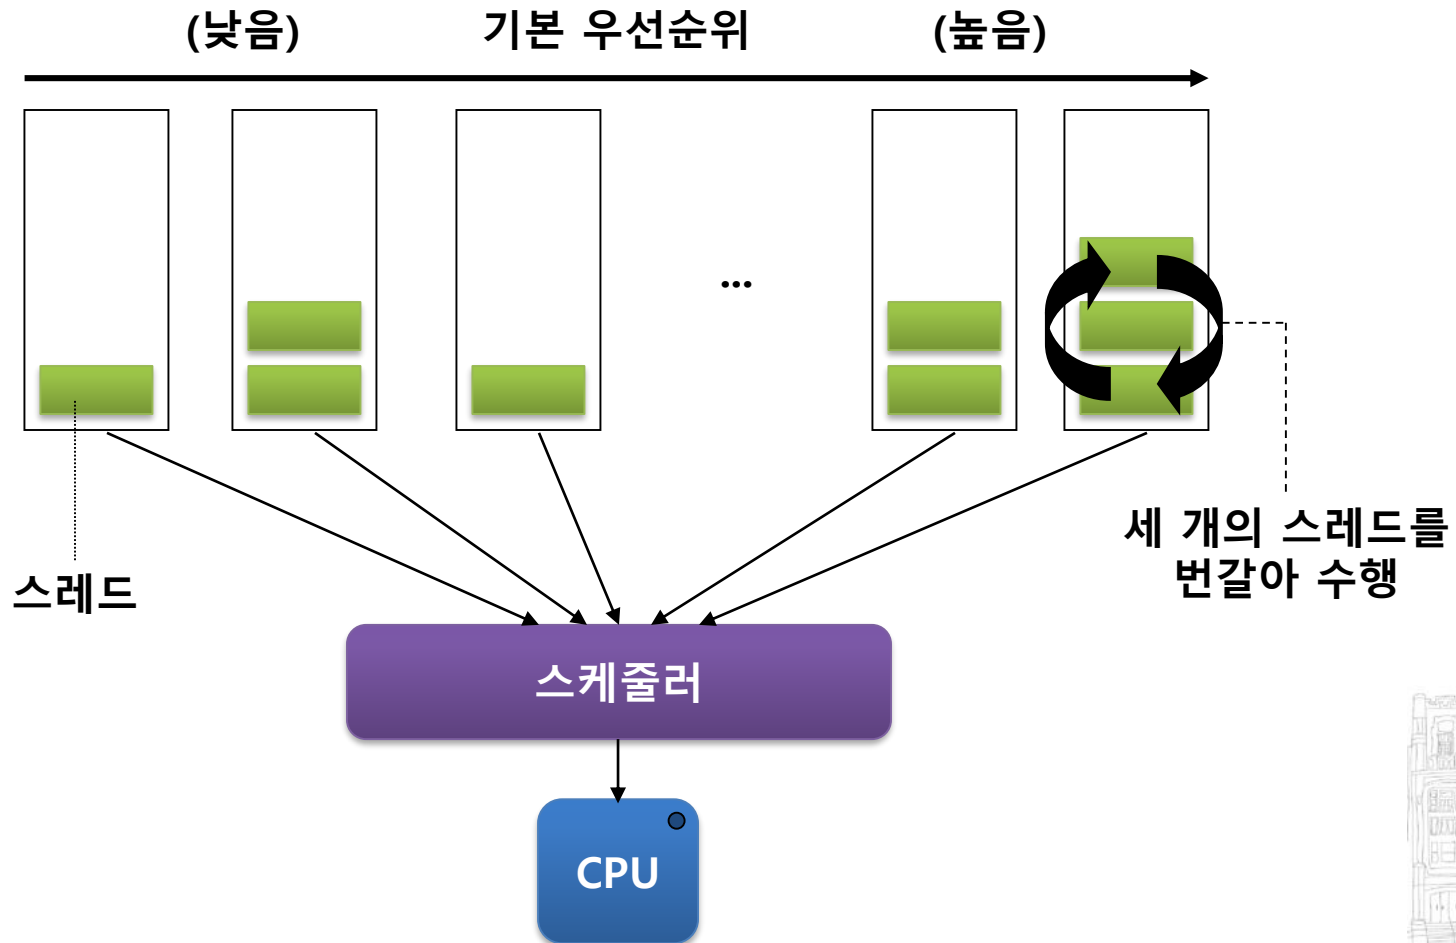 (낮음) 기본 우선순위 (높음)
...
세 개의 스레드를
번갈아 수행
스레드
스케줄러
CPU